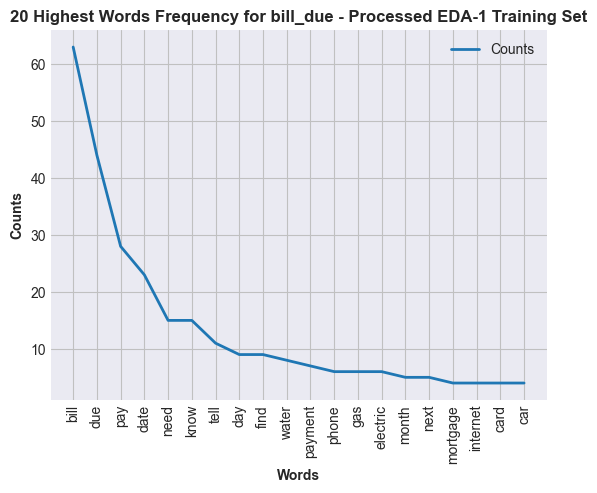 20 Highest Words Frequency for bill_due - Processed EDA-1 Training Set
Counts
60
50
40
30
20
10
Counts
bill
due
pay
date
need
know
tell
day
find
water
payment
phone
gas
electric
month
next
mortgage
internet
card
car
Words